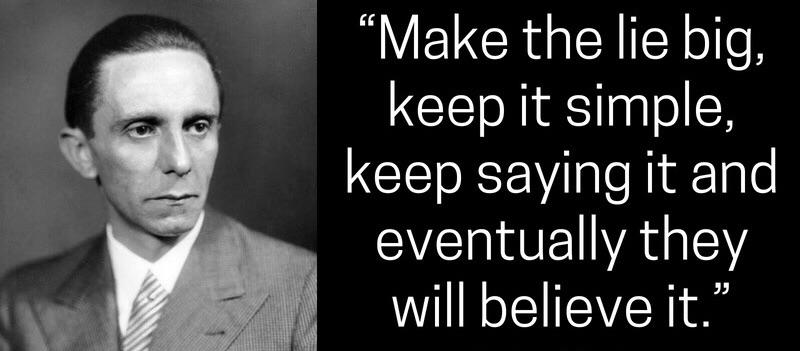 “Make the lie big,
keep it simple,
keep saying it and
eventually they
will believe it.”